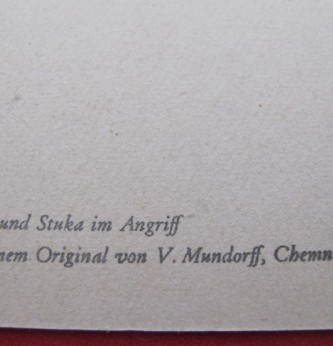 und Stuka im Angriff
nem Original von V. Mundorff, Chemn